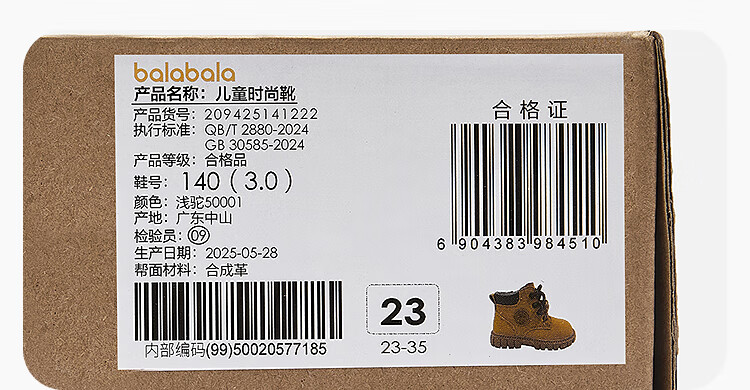 balabala
产品名称：儿童时尚靴
产品货号：209425141222
执行标准：QB/T 2880-2024
GB 30585-2024
产品等级：合格品
鞋号：140（3.0）
颜色：浅驼50001
产地：广东中山
检验员：09
生产日期：2025-05-28
帮面材料：合成革
内部编码(99)50020577185
合格证
6 904383 984510
23
23-35